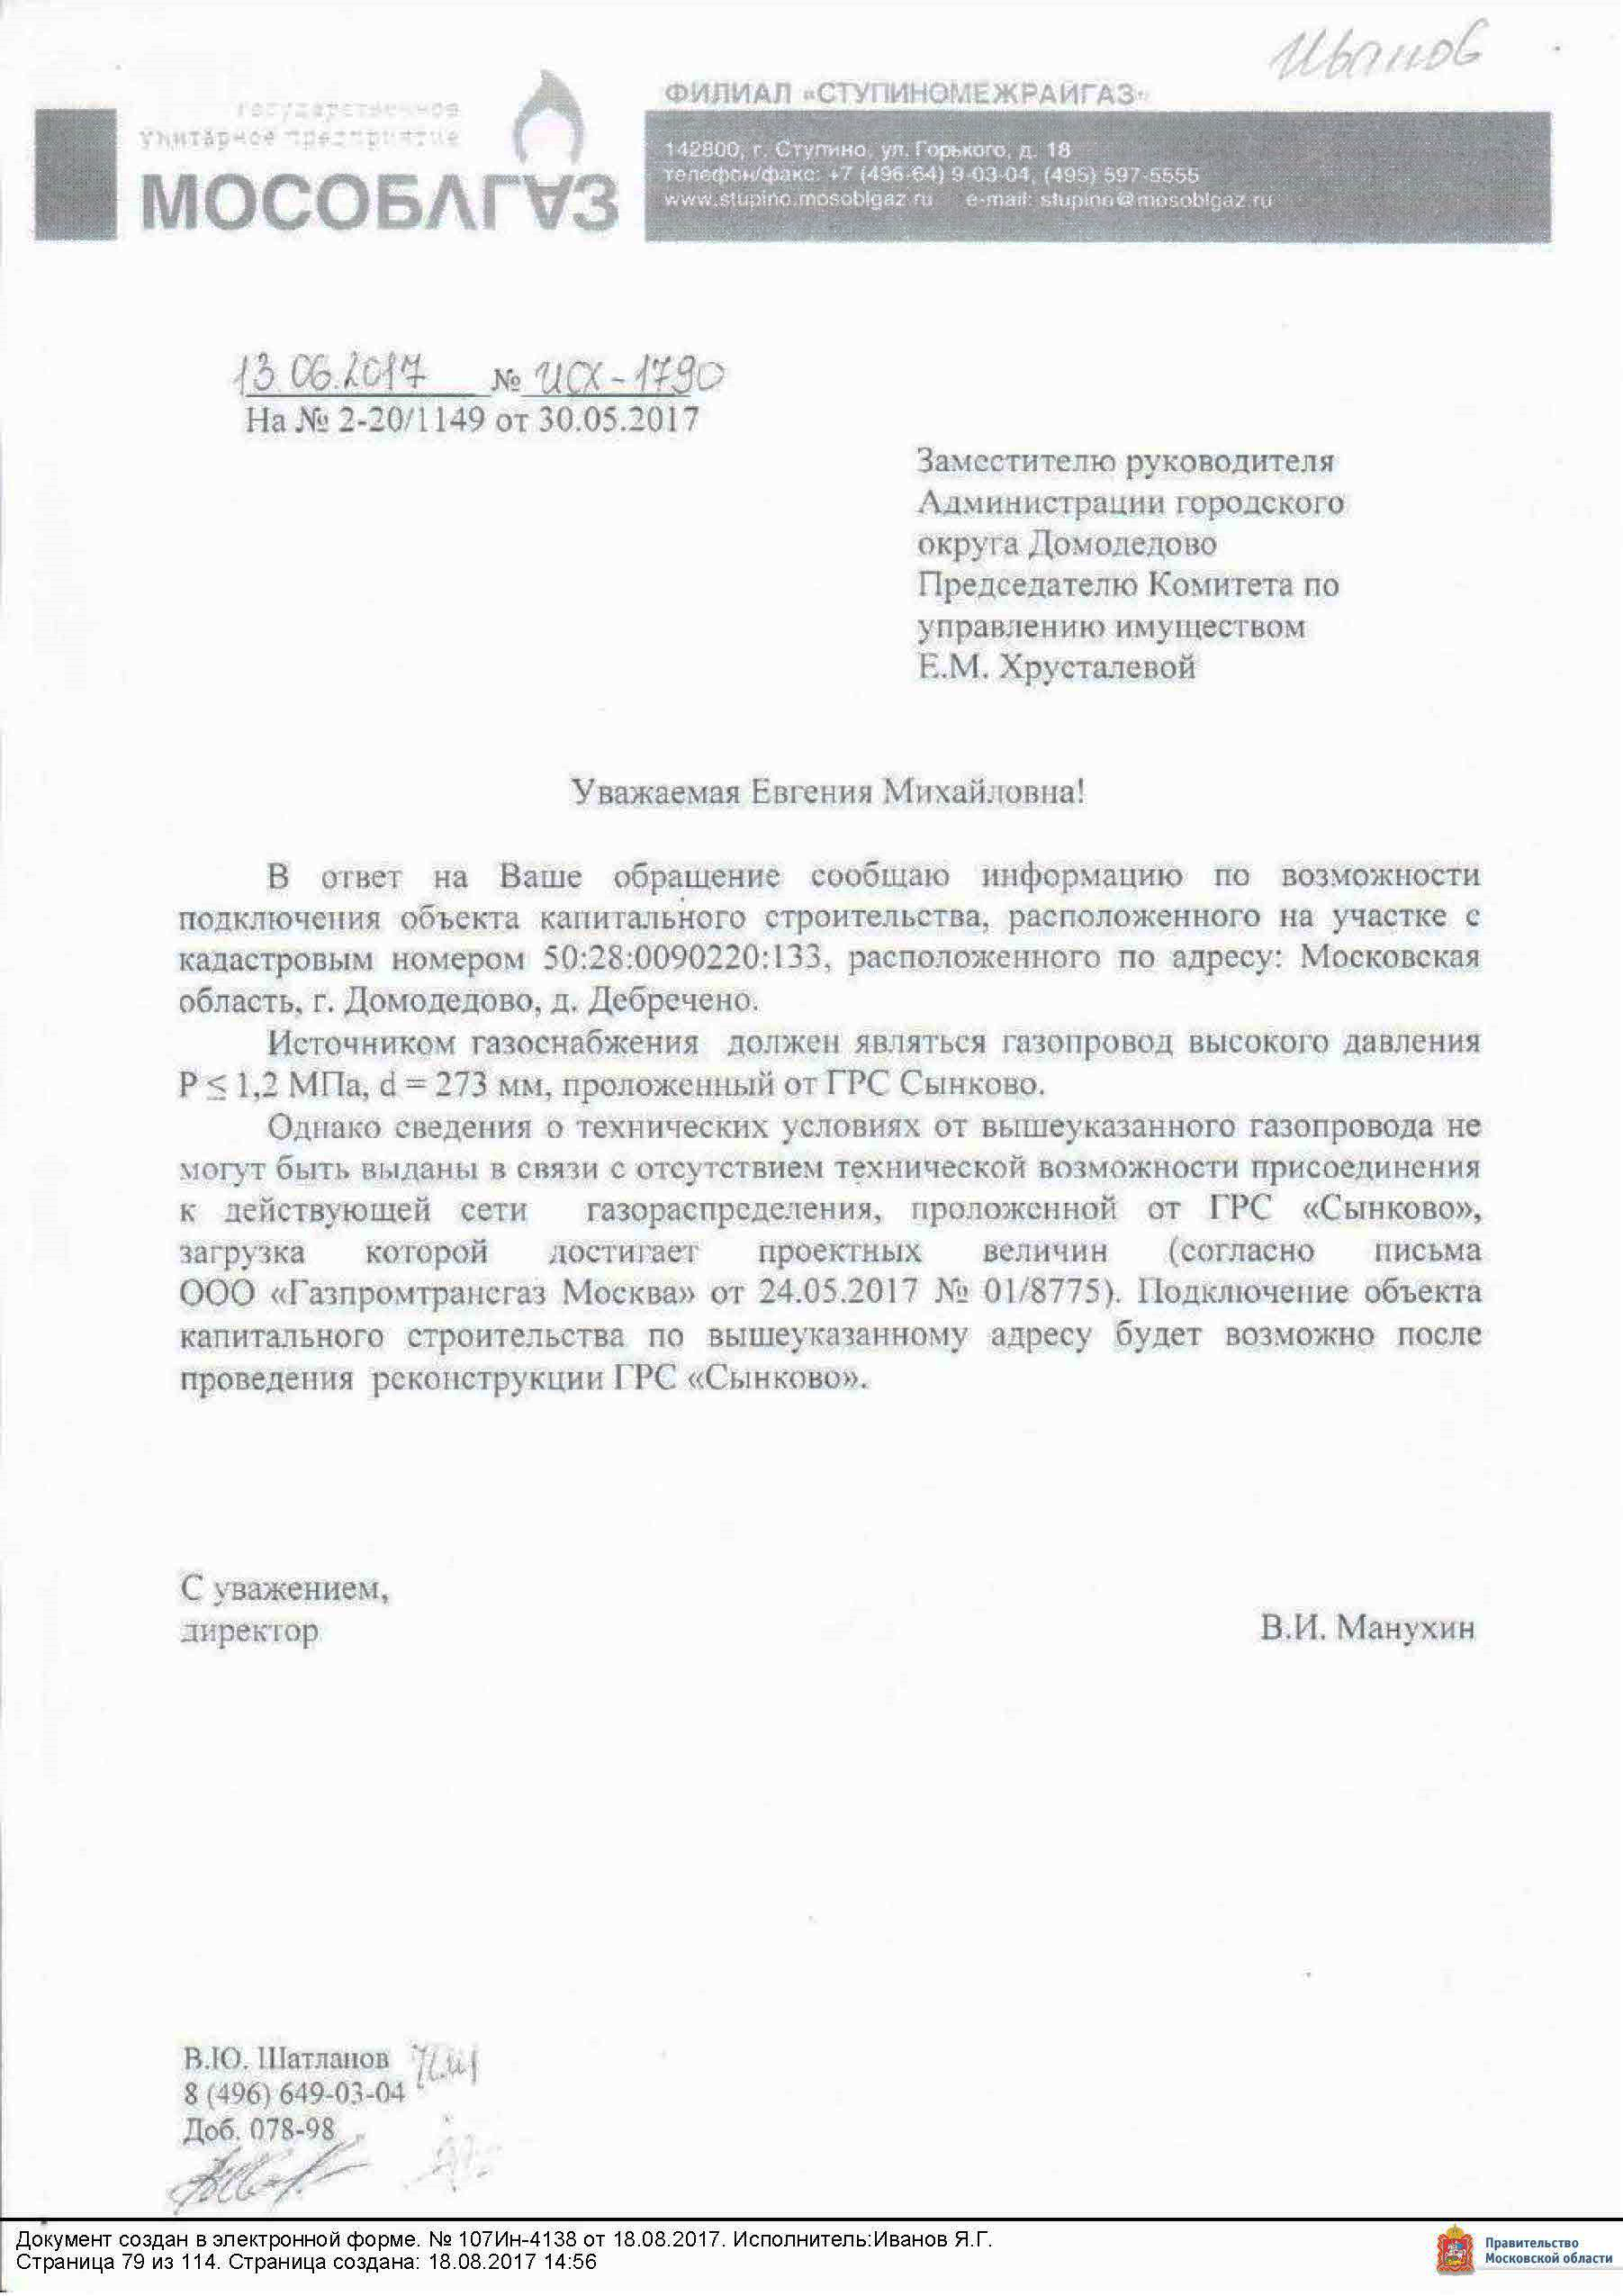 Иванов
государственное
унитарное предприятие
МОСОБЛГАЗ
ФИЛИАЛ «СТУПИНОМЕЖРАЙГАЗ»
142800, г. Ступино, ул. Горького, д. 18
телефон/факс: +7 (496-64) 9-03-04, (495) 597-5555
www.stupino.mosoblgaz.ru e-mail: stupino@mosoblgaz.ru
13 06.2017 № исх-1790
На № 2-20/1149 от 30.05.2017
Заместителю руководителя
Администрации городского
округа Домодедово
Председателю Комитета по
управлению имуществом
Е.М. Хрусталевой
Уважаемая Евгения Михайловна!
В ответ на Ваше обращение сообщаю информацию по возможности
подключения объекта капитального строительства, расположенного на участке с
кадастровым номером 50:28:0090220:133, расположенного по адресу: Московская
область, г. Домодедово, д. Дебречено.
Источником газоснабжения должен являться газопровод высокого давления
P ≤ 1,2 МПа, d = 273 мм, проложенный от ГРС Сынково.
Однако сведения о технических условиях от вышеуказанного газопровода не
могут быть выданы в связи с отсутствием технической возможности присоединения
к действующей сети газораспределения, проложенной от ГРС «Сынково»,
загрузка которой достигает проектных величин (согласно письма
ООО «Газпромтрансгаз Москва» от 24.05.2017 № 01/8775). Подключение объекта
капитального строительства по вышеуказанному адресу будет возможно после
проведения реконструкции ГРС «Сынково».
С уважением,
директор
В.И. Манухин
В.Ю. Шатланов
8 (496) 649-03-04
Доб. 078-98
Документ создан в электронной форме. № 107Ин-4138 от 18.08.2017. Исполнитель:Иванов Я.Г.
Страница 79 из 114. Страница создана: 18.08.2017 14:56
Правительство
Московской области